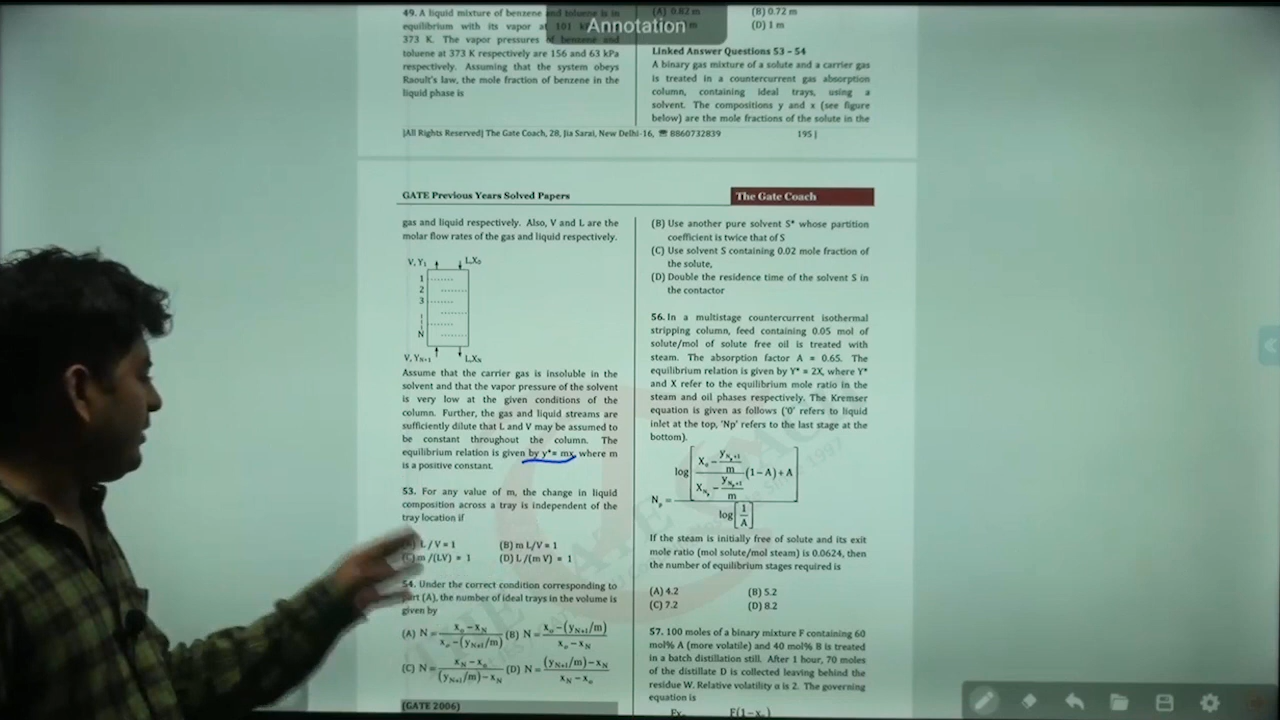 Annotation
49. A liquid mixture of benzene and toluene is in
equilibrium with its vapor at 101
373 K. The vapor pressures of benzene and
toluene at 373 K respectively are 156 and 63 kPa
respectively. Assuming that the system obeys
Raoult's law, the mole fraction of benzene in the
liquid phase is
(A) 0.82 m (B) 0.72 m
(D) 1 m
Linked Answer Questions 53 – 54
A binary gas mixture of a solute and a carrier gas
is treated in a countercurrent gas absorption
column, containing ideal trays, using a
solvent. The compositions y and x (see figure
below) are the mole fractions of the solute in the
|All Rights Reserved| The Gate Coach, 28, Jia Sarai, New Delhi-16, ☎ 8860732839 195 |
GATE Previous Years Solved Papers The Gate Coach
gas and liquid respectively. Also, V and L are the
molar flow rates of the gas and liquid respectively.
V, Y₁ L,X₀
1
2
3
N
V, Y_{N+1} L,X_N
Assume that the carrier gas is insoluble in the
solvent and that the vapor pressure of the solvent
is very low at the given conditions of the
column. Further, the gas and liquid streams are
sufficiently dilute that L and V may be assumed to
be constant throughout the column. The
equilibrium relation is given by y*= mx, where m
is a positive constant.
53. For any value of m, the change in liquid
composition across a tray is independent of the
tray location if
L / V = 1 (B) m L/V = 1
(C) m /(LV) = 1 (D) L /(m V) = 1
54. Under the correct condition corresponding to
part (A), the number of ideal trays in the volume is
given by
(A) N = (x₀ − x_N)/(x₀ − (y_{N+1}/m)) (B) N = (x₀ − (y_{N+1}/m))/(x₀ − x_N)
(C) N = (x_N − x₀)/((y_{N+1}/m) − x_N) (D) N = ((y_{N+1}/m) − x_N)/(x_N − x₀)
(GATE 2006)
(B) Use another pure solvent S* whose partition
coefficient is twice that of S
(C) Use solvent S containing 0.02 mole fraction of
the solute,
(D) Double the residence time of the solvent S in
the contactor
56. In a multistage countercurrent isothermal
stripping column, feed containing 0.05 mol of
solute/mol of solute free oil is treated with
steam. The absorption factor A = 0.65. The
equilibrium relation is given by Y* = 2X, where Y*
and X refer to the equilibrium mole ratio in the
steam and oil phases respectively. The Kremser
equation is given as follows ('0' refers to liquid
inlet at the top, 'Np' refers to the last stage at the
bottom).
N_p = log[ (X₀ − y_{Np+1}/m)/(X_{Np} − y_{Np+1}/m) (1−A)+A ] / log[1/A]
If the steam is initially free of solute and its exit
mole ratio (mol solute/mol steam) is 0.0624, then
the number of equilibrium stages required is
(A) 4.2 (B) 5.2
(C) 7.2 (D) 8.2
57. 100 moles of a binary mixture F containing 60
mol% A (more volatile) and 40 mol% B is treated
in a batch distillation still. After 1 hour, 70 moles
of the distillate D is collected leaving behind the
residue W. Relative volatility α is 2. The governing
equation is